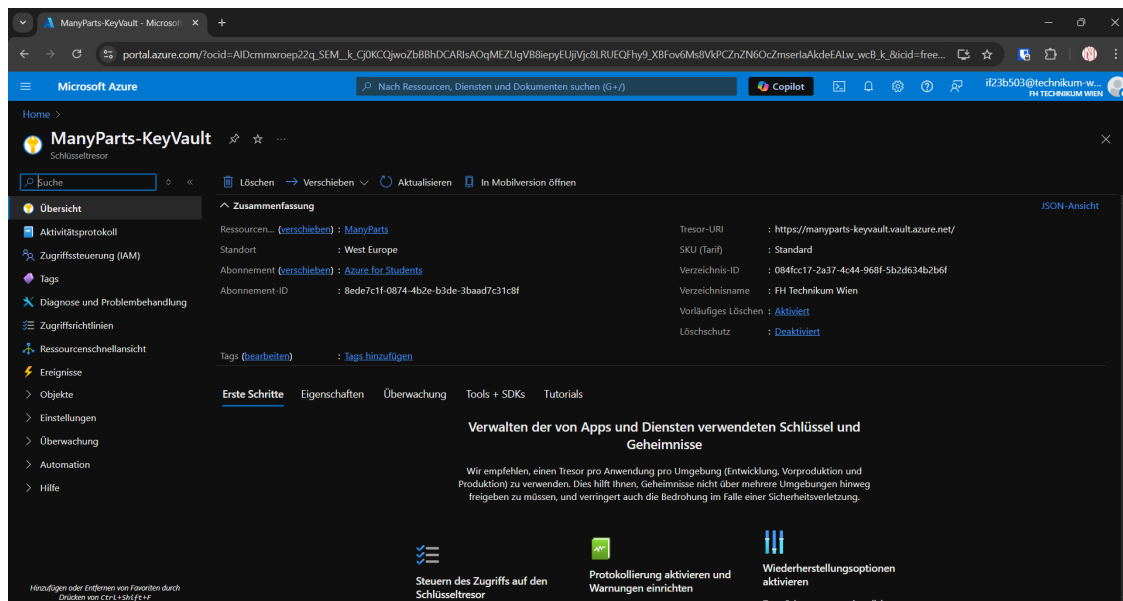 ManyParts-KeyVault - Microsoft
portal.azure.com/?ocid=AIDcmmxroep22q_SEM__k_Cj0KCQjwoZbBBhDCARIsAOqMEZUgVB8iepyEUjiVjc8LRUEQFhy9_XBFov6Ms8VkPCZnZN6OcZmserIaAkdeEALw_wcB_k_&icid=free...
Microsoft Azure
Nach Ressourcen, Diensten und Dokumenten suchen (G+/)
Copilot
if23b503@technikum-w...
FH TECHNIKUM WIEN
Home >
ManyParts-KeyVault
Schlüsseltresor
Suche
Löschen
Verschieben
Aktualisieren
In Mobilversion öffnen
Übersicht
Aktivitätsprotokoll
Zugriffssteuerung (IAM)
Tags
Diagnose und Problembehandlung
Zugriffsrichtlinien
Ressourcenschnellansicht
Ereignisse
Objekte
Einstellungen
Überwachung
Automation
Hilfe
Hinzufügen oder Entfernen von Favoriten durch
Drücken von Ctrl+Shift+F
Zusammenfassung
JSON-Ansicht
Ressourcen... (verschieben) : ManyParts
Standort : West Europe
Abonnement (verschieben) : Azure for Students
Abonnement-ID : 8ede7c1f-0874-4b2e-b3de-3baad7c31c8f
Tresor-URI : https://manyparts-keyvault.vault.azure.net/
SKU (Tarif) : Standard
Verzeichnis-ID : 084fcc17-2a37-4c44-968f-5b2d634b2b6f
Verzeichnisname : FH Technikum Wien
Vorläufiges Löschen : Aktiviert
Löschschutz : Deaktiviert
Tags (bearbeiten) : Tags hinzufügen
Erste Schritte
Eigenschaften
Überwachung
Tools + SDKs
Tutorials
Verwalten der von Apps und Diensten verwendeten Schlüssel und
Geheimnisse
Wir empfehlen, einen Tresor pro Anwendung pro Umgebung (Entwicklung, Vorproduktion und
Produktion) zu verwenden. Dies hilft Ihnen, Geheimnisse nicht über mehrere Umgebungen hinweg
freigeben zu müssen, und verringert auch die Bedrohung im Falle einer Sicherheitsverletzung.
Steuern des Zugriffs auf den
Schlüsseltresor
Protokollierung aktivieren und
Warnungen einrichten
Wiederherstellungsoptionen
aktivieren